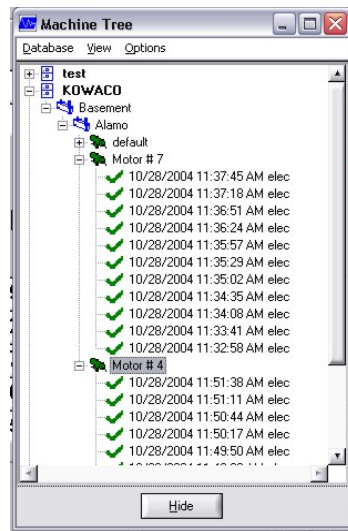 Machine Tree
Database View Options
test
KOWACO
Basement
Alamo
default
Motor # 7
10/28/2004 11:37:45 AM elec
10/28/2004 11:37:18 AM elec
10/28/2004 11:36:51 AM elec
10/28/2004 11:36:24 AM elec
10/28/2004 11:35:57 AM elec
10/28/2004 11:35:29 AM elec
10/28/2004 11:35:02 AM elec
10/28/2004 11:34:35 AM elec
10/28/2004 11:34:08 AM elec
10/28/2004 11:33:41 AM elec
10/28/2004 11:32:58 AM elec
Motor # 4
10/28/2004 11:51:38 AM elec
10/28/2004 11:51:11 AM elec
10/28/2004 11:50:44 AM elec
10/28/2004 11:50:17 AM elec
10/28/2004 11:49:50 AM elec
Hide